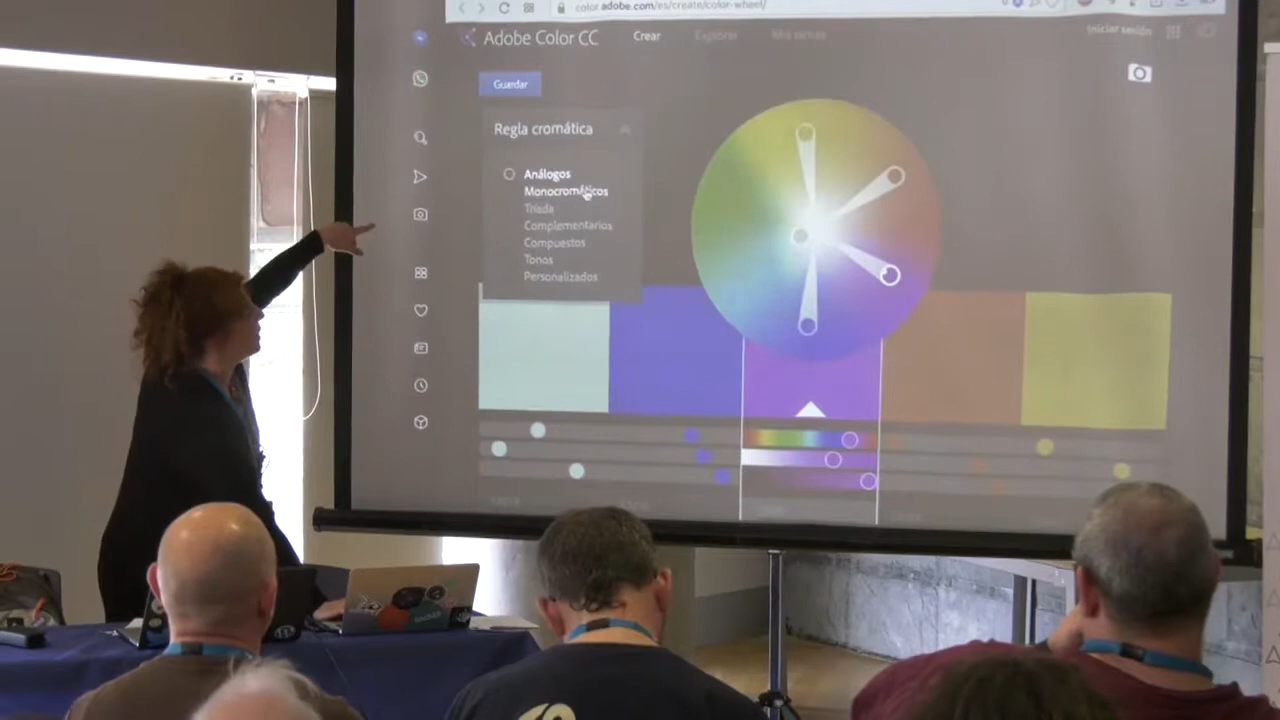 color.adobe.com/es/create/color-wheel/
Adobe Color CC
Crear
Explorar
Mis temas
Iniciar sesión
Guardar
Regla cromática
Análogos
Monocromáticos
Tríada
Complementarios
Compuestos
Tonos
Personalizados